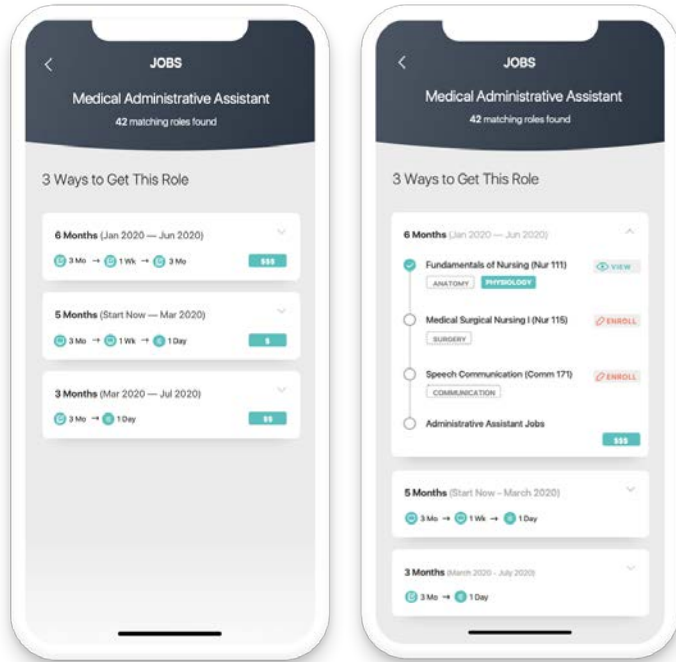 JOBS
Medical Administrative Assistant
42 matching roles found
3 Ways to Get This Role
6 Months (Jan 2020 — Jun 2020)
3 Mo → 1 Wk → 3 Mo $$$
5 Months (Start Now — Mar 2020)
3 Mo → 1 Wk → 1 Day $
3 Months (Mar 2020 — Jul 2020)
3 Mo → 1 Day $$
JOBS
Medical Administrative Assistant
42 matching roles found
3 Ways to Get This Role
6 Months (Jan 2020 — Jun 2020)
Fundamentals of Nursing (Nur 111) VIEW
ANATOMY PHYSIOLOGY
Medical Surgical Nursing I (Nur 115) ENROLL
SURGERY
Speech Communication (Comm 171) ENROLL
COMMUNICATION
Administrative Assistant Jobs
$$$
5 Months (Start Now - March 2020)
3 Mo → 1 Wk → 1 Day
3 Months (March 2020 - July 2020)
3 Mo → 1 Day